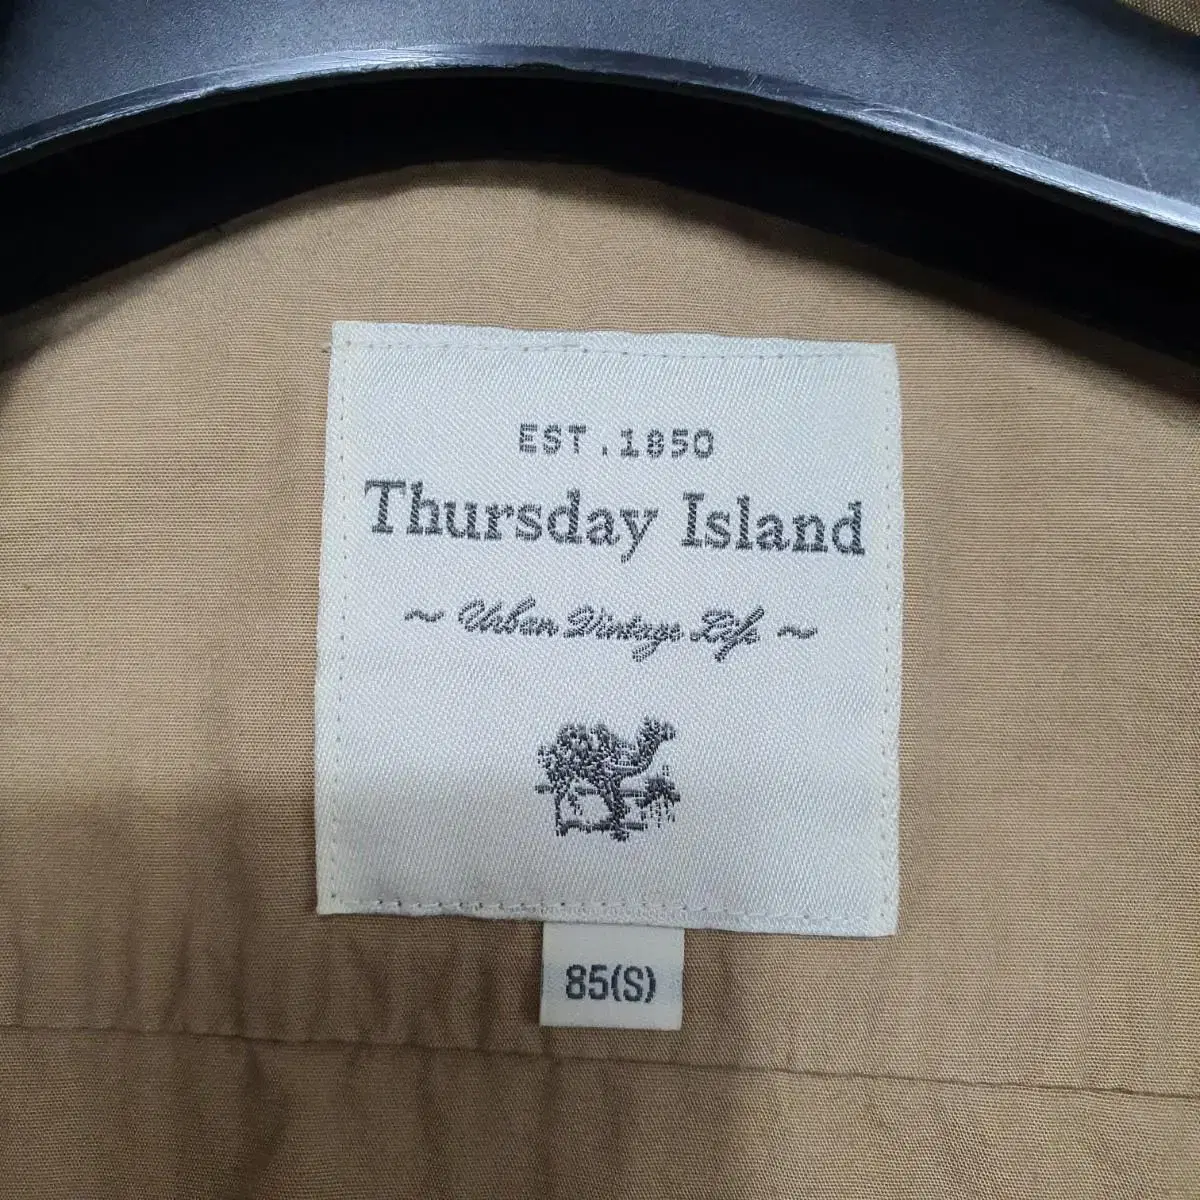 EST.1850
Thursday Island
~ Urban Vintage Life ~
85(S)